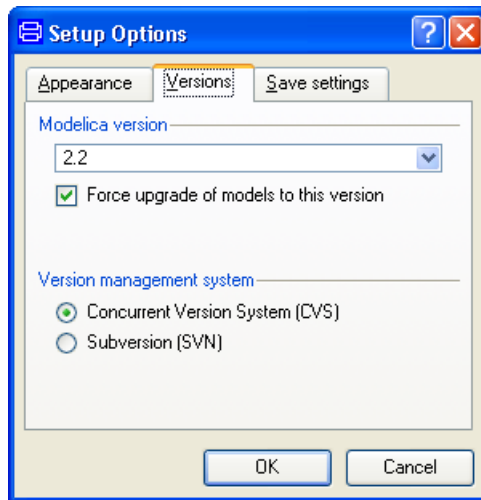 Setup Options
Appearance
Versions
Save settings
Modelica version
2.2
Force upgrade of models to this version
Version management system
Concurrent Version System (CVS)
Subversion (SVN)
OK
Cancel